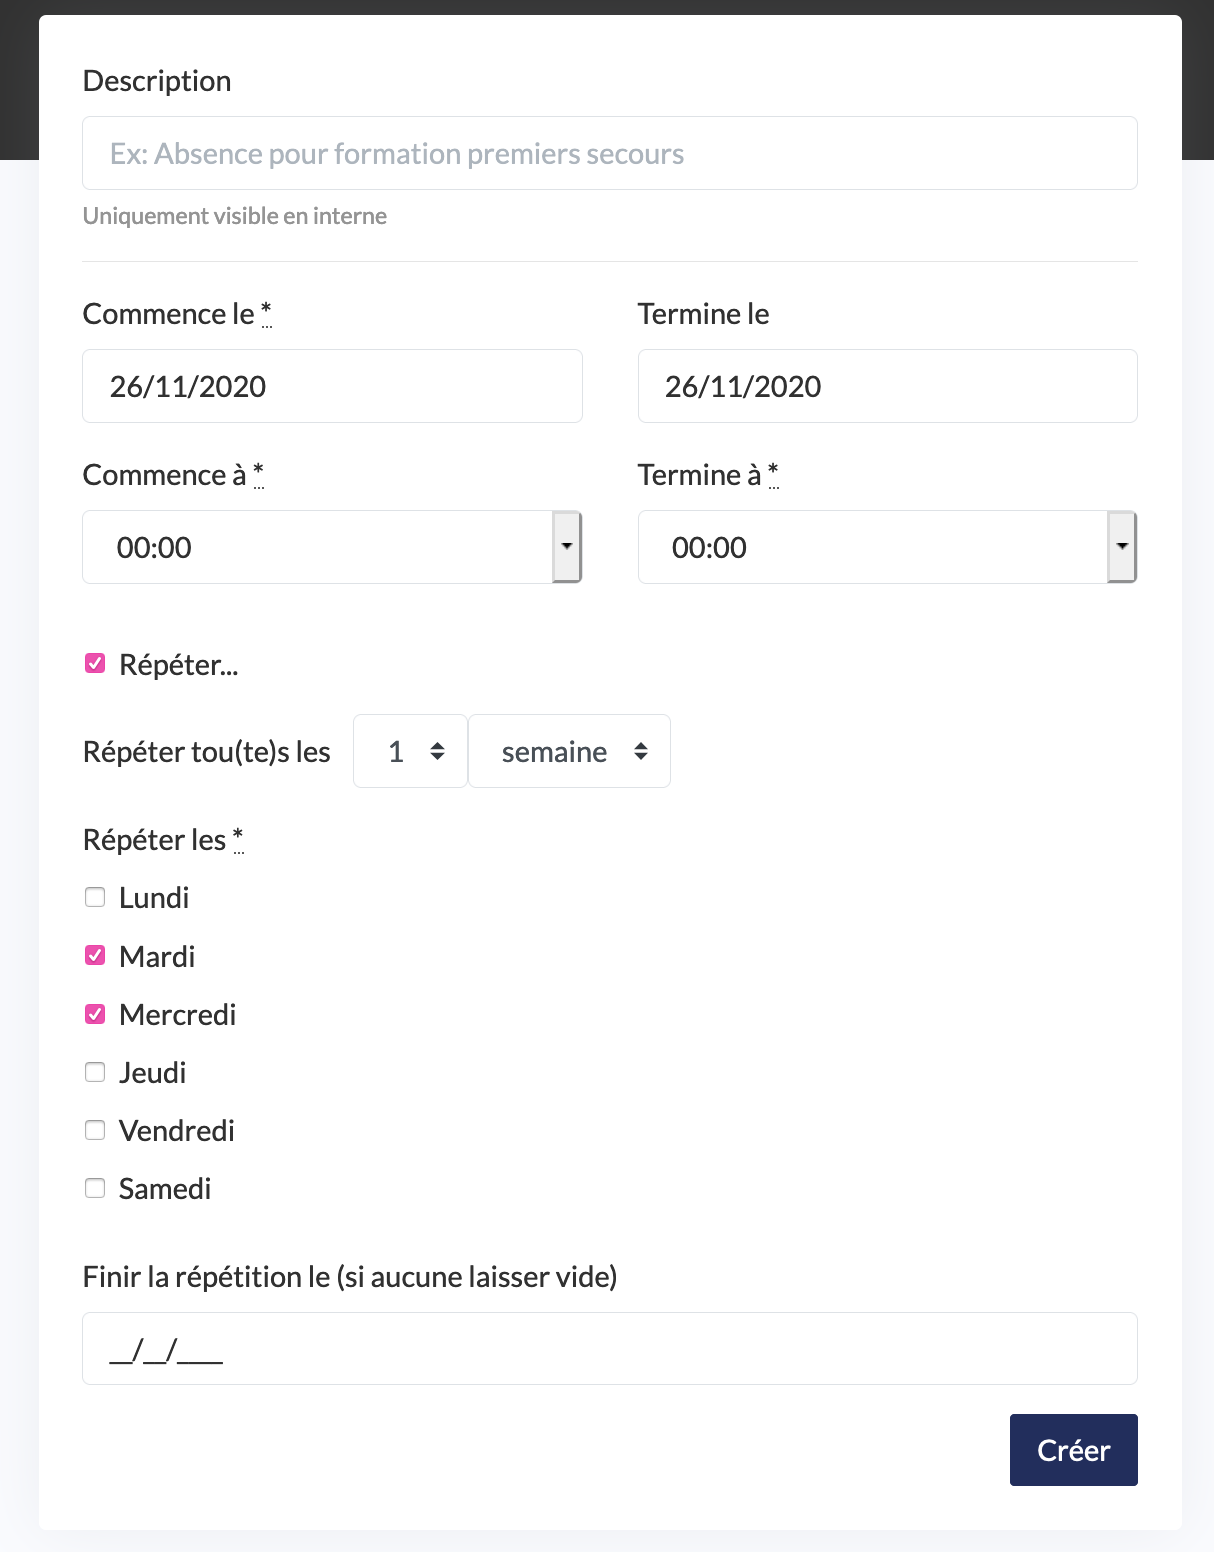 Description
Ex: Absence pour formation premiers secours
Uniquement visible en interne
Commence le *
Termine le
26/11/2020
26/11/2020
Commence à *
Termine à *
00:00
00:00
Répéter...
Répéter tou(te)s les 1 semaine
Répéter les *
Lundi
Mardi
Mercredi
Jeudi
Vendredi
Samedi
Finir la répétition le (si aucune laisser vide)
__/__/____
Créer